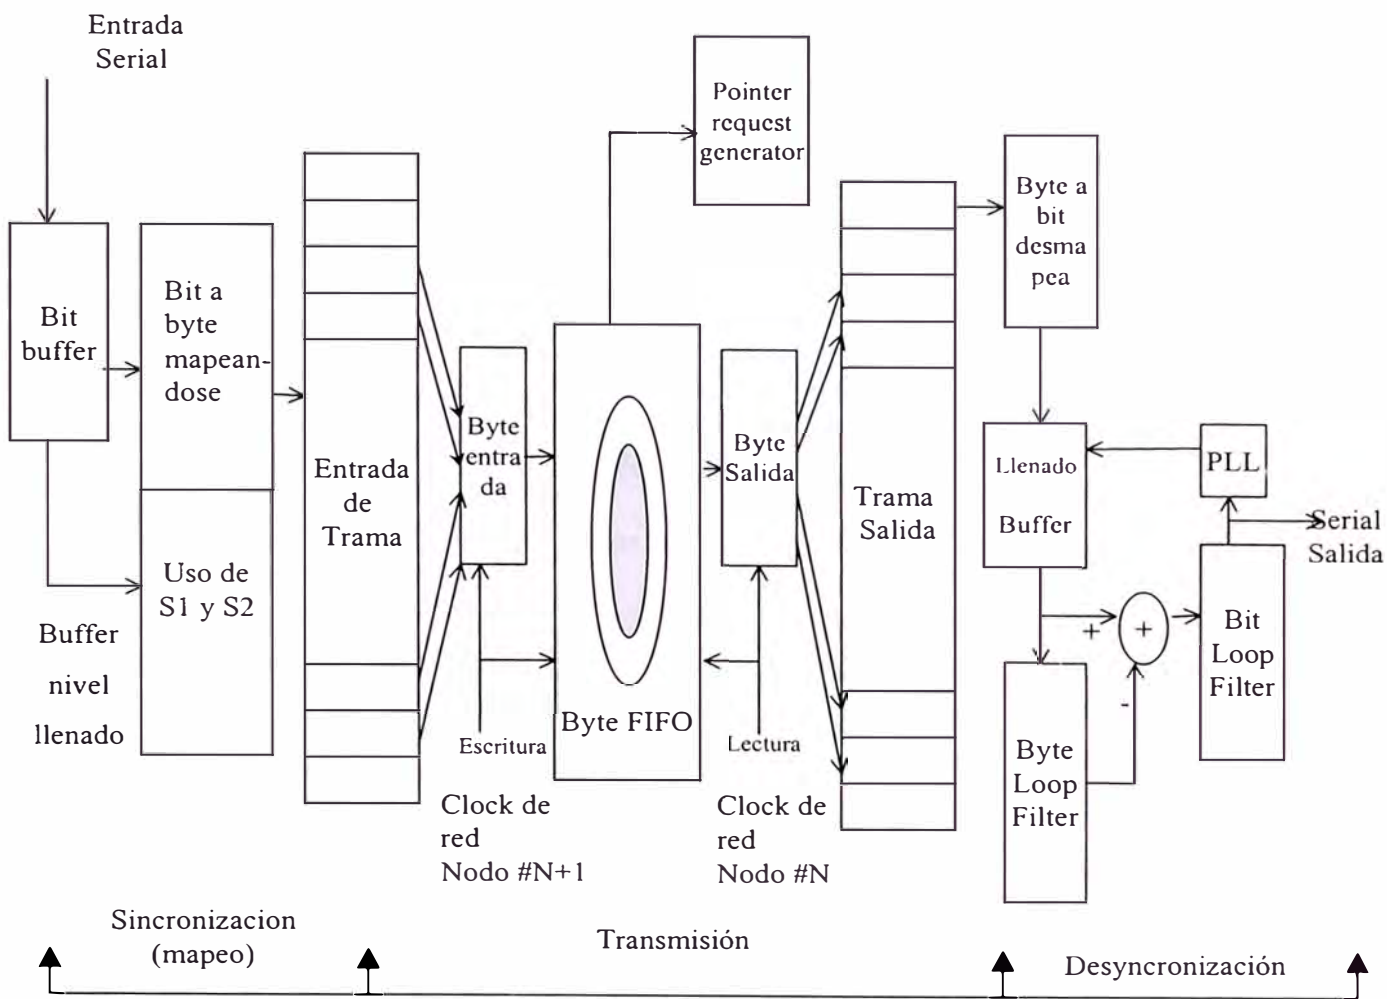 Entrada
Serial
Pointer
request
generator
Byte a
bit
desma
pea
Bit
buffer
Bit a
byte
mapean-
dose
Uso de
S1 y S2
Buffer
nivel
llenado
Entrada
de
Trama
Byte
entra
da
Escritura
Clock de
red
Nodo #N+1
Byte FIFO
Byte
Salida
Lectura
Clock de
red
Nodo #N
Trama
Salida
Llenado
Buffer
PLL
Serial
Salida
+
+
-
Bit
Loop
Filter
Byte
Loop
Filter
Sincronizacion
(mapeo)
Transmisión
Desyncronización